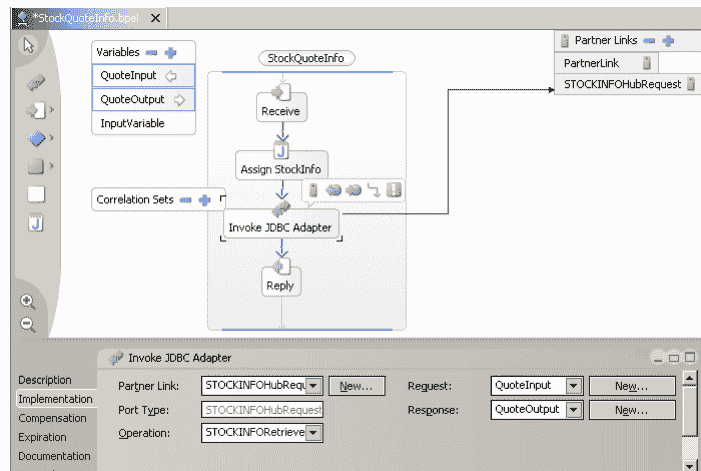 *StockQuoteInfo.bpel
Variables
QuoteInput
QuoteOutput
InputVariable
StockQuoteInfo
Receive
Assign StockInfo
Correlation Sets
Invoke JDBC Adapter
Reply
Partner Links
PartnerLink
STOCKINFOHubRequest
Invoke JDBC Adapter
Description
Implementation
Compensation
Expiration
Documentation
Partner Link: STOCKINFOHubRequ New... Request: QuoteInput New...
Port Type: STOCKINFOHubRequest Response: QuoteOutput New...
Operation: STOCKINFORetrieve